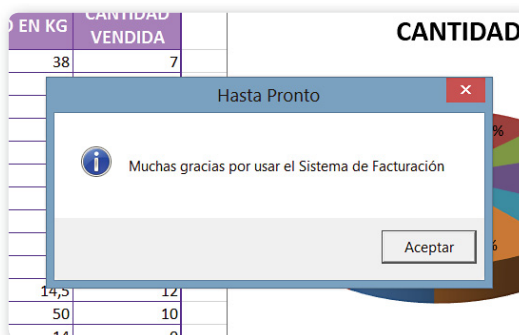 CANTIDAD
EN KG
VENDIDA
CANTIDAD
38 7
Hasta Pronto
%
Muchas gracias por usar el Sistema de Facturación
Aceptar
14,5 12
50 10